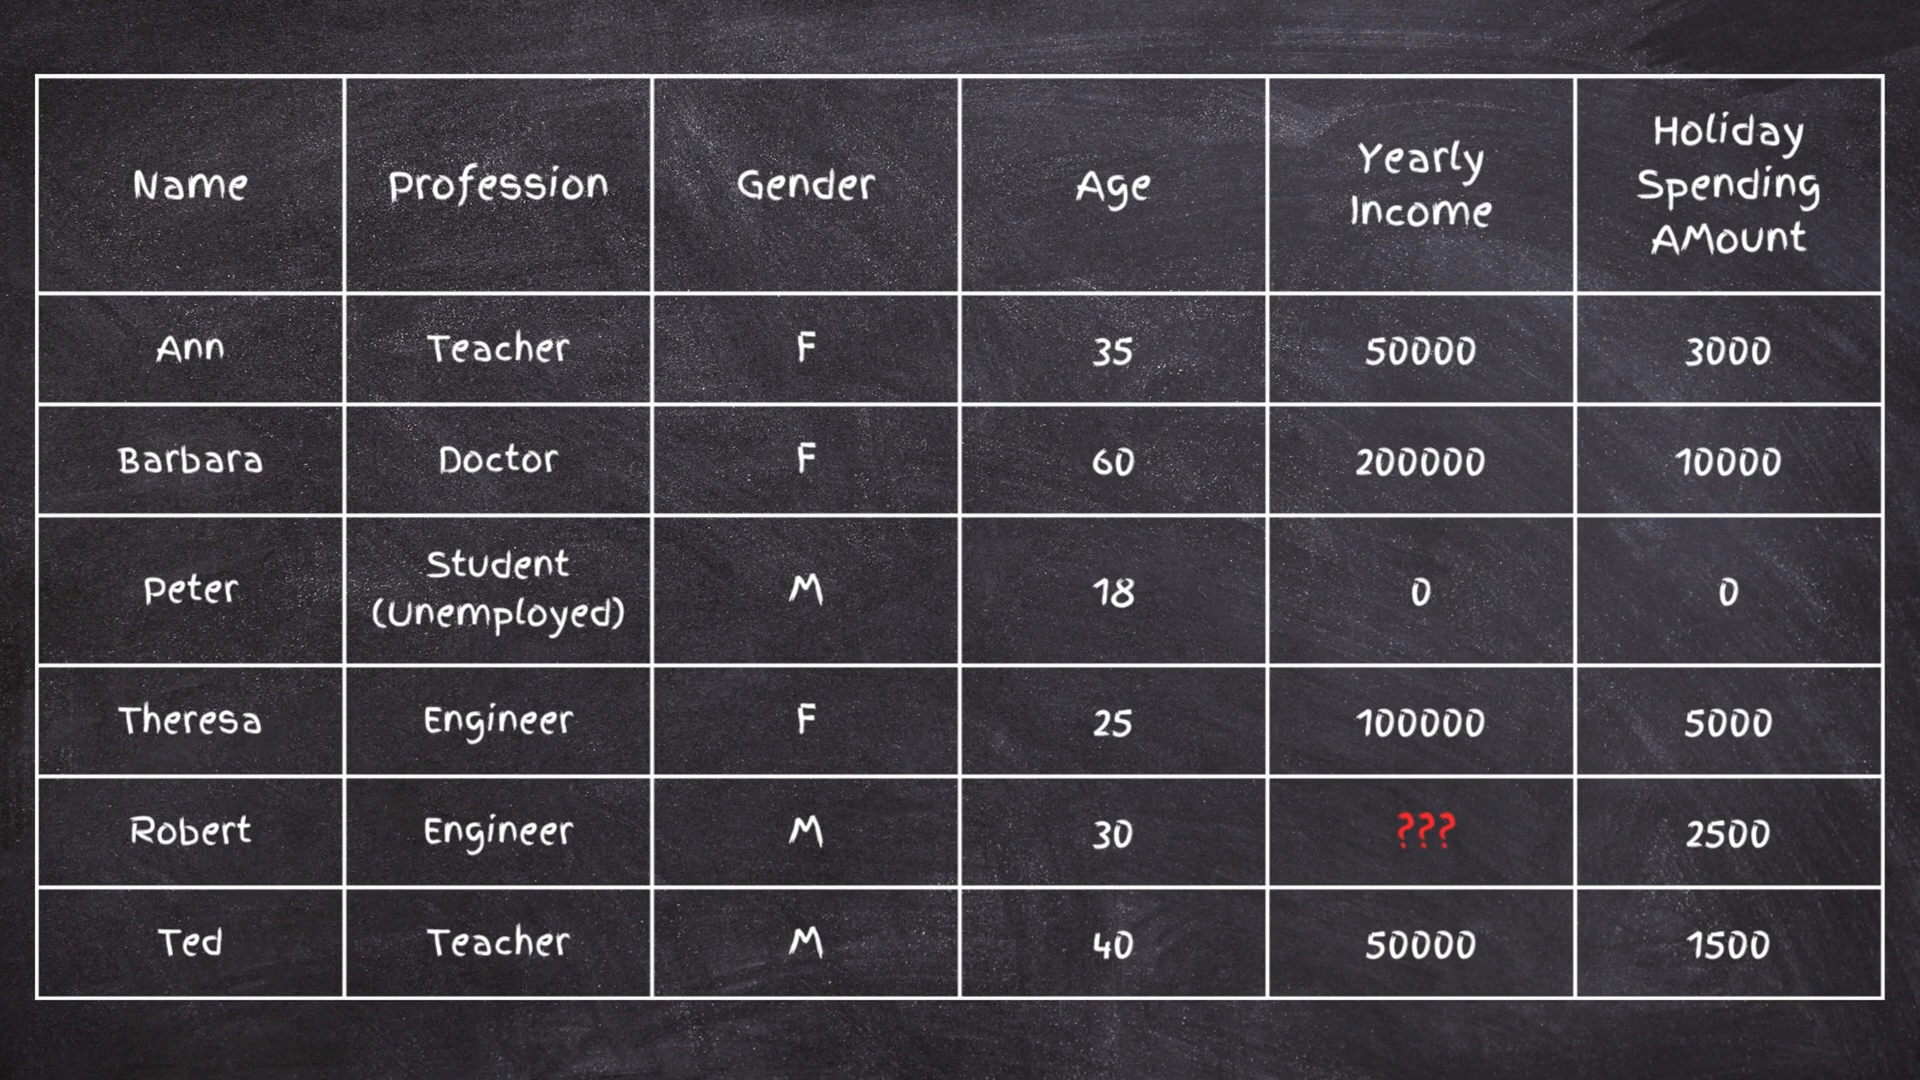 Name
Profession
Gender
Age
Yearly
Income
Holiday
Spending
AMount
Ann
Teacher
F
35
50000
3000
Barbara
Doctor
F
60
200000
10000
Peter
Student
(Unemployed)
M
18
0
0
Theresa
Engineer
F
25
100000
5000
Robert
Engineer
M
30
???
2500
Ted
Teacher
M
40
50000
1500